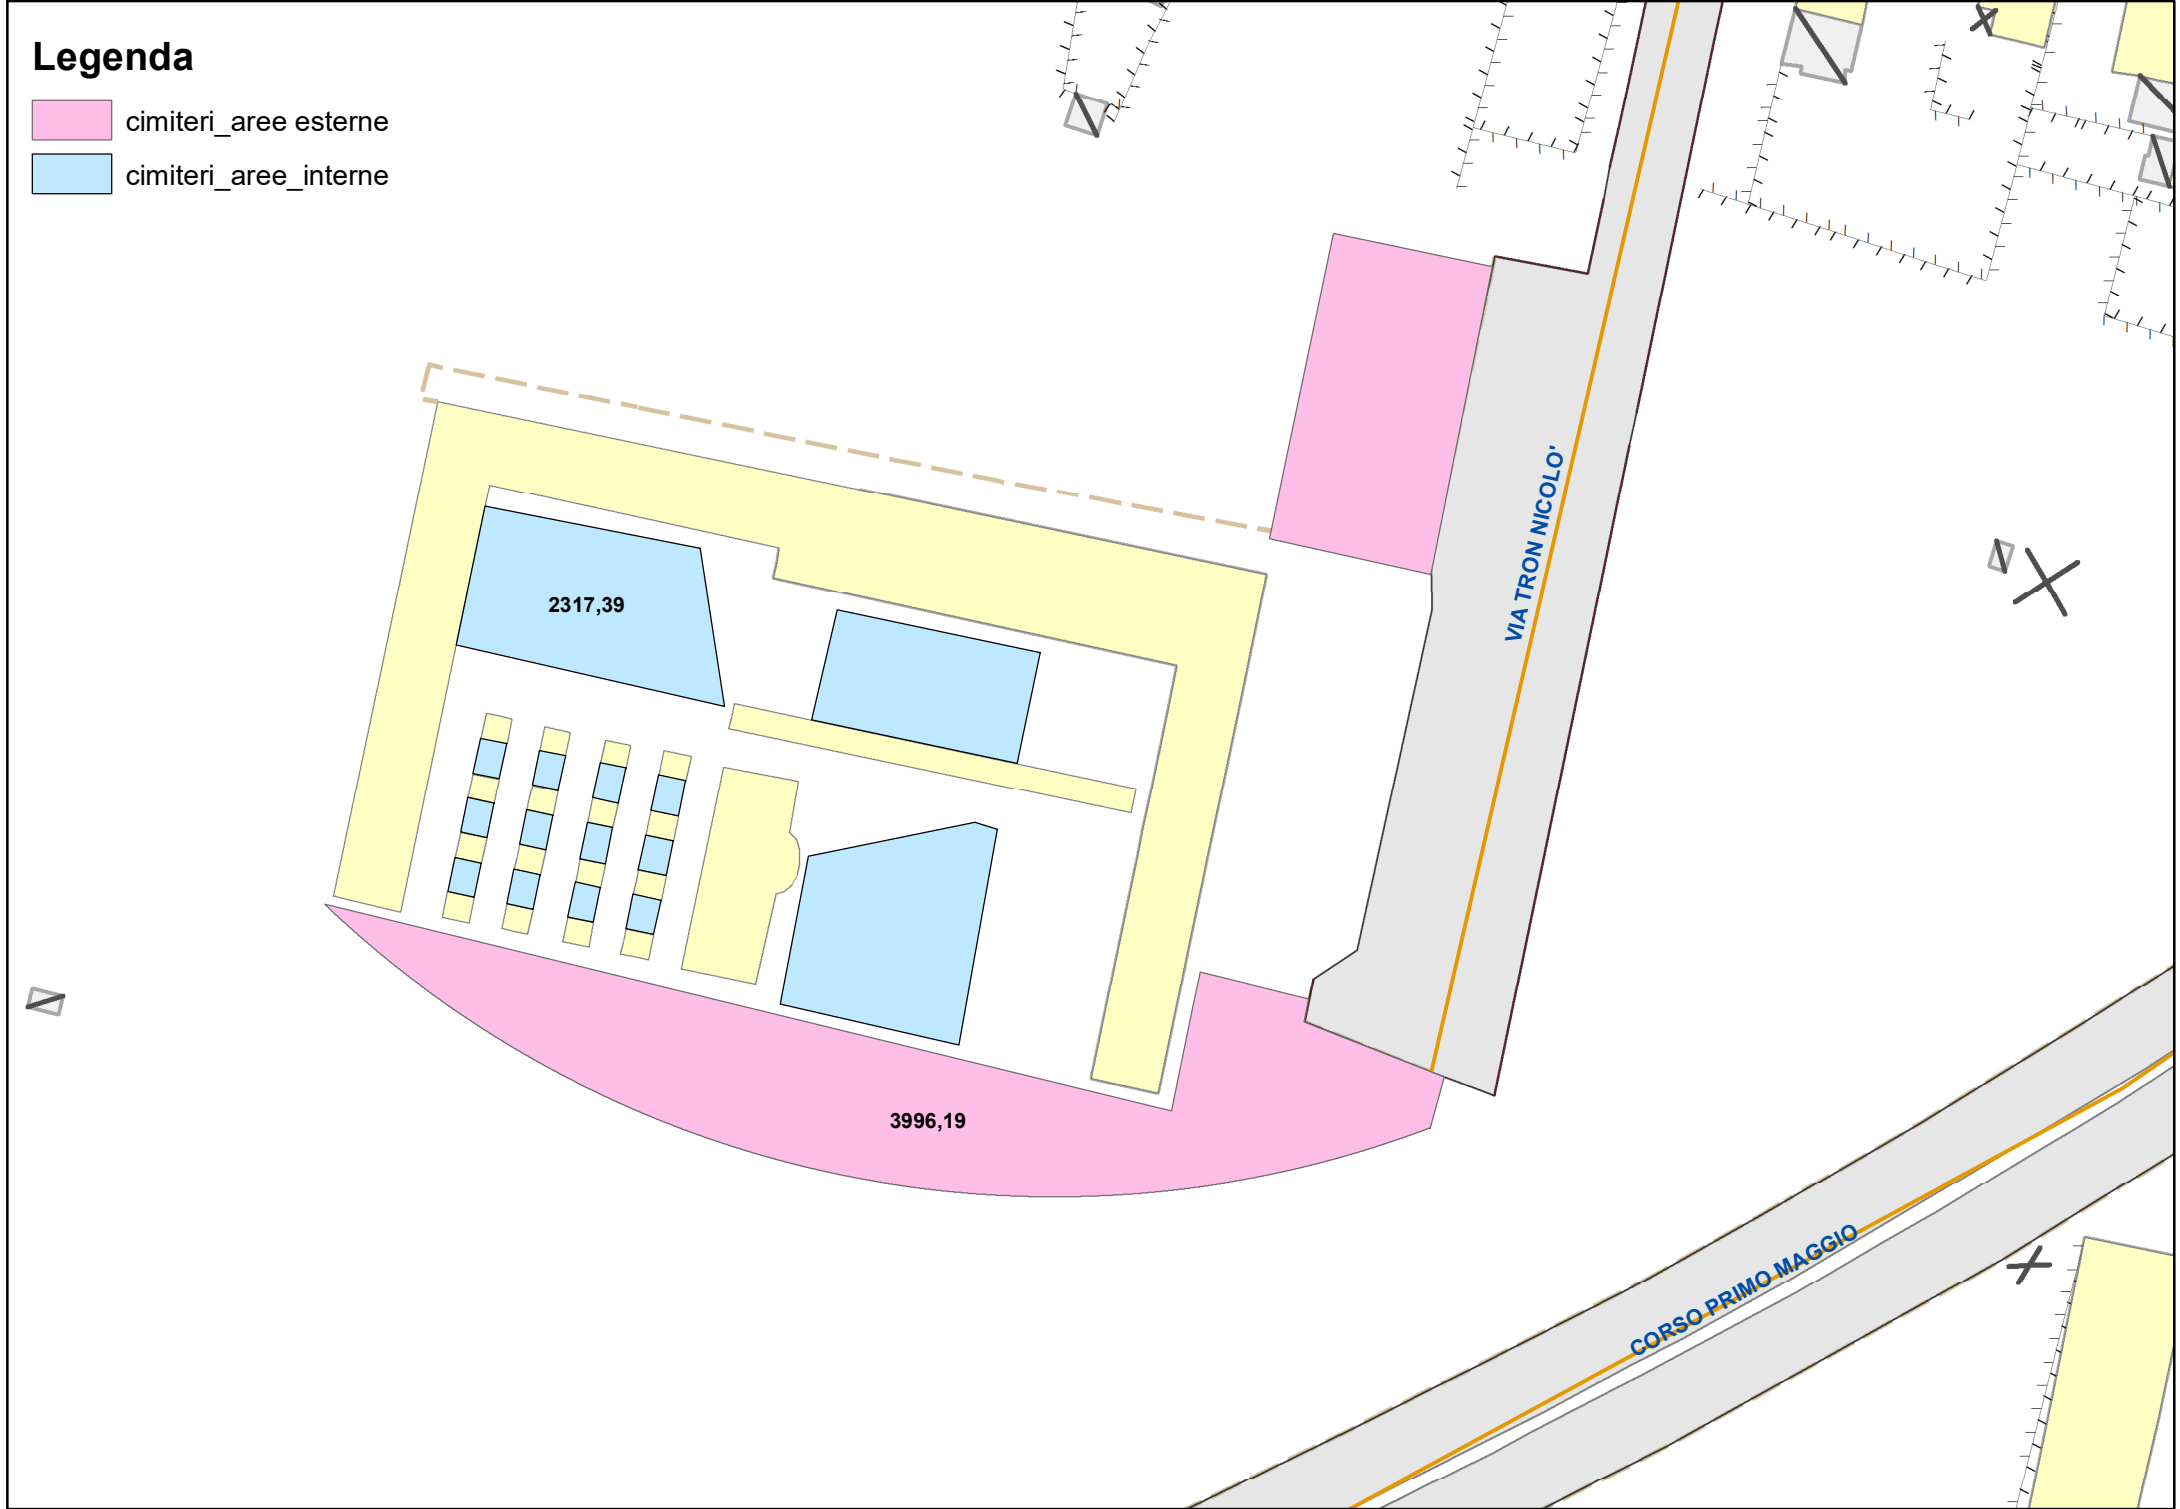 Legenda
cimiteri_aree esterne
cimiteri_aree_interne
VIA TRON NICOLO'
2317,39
3996,19
CORSO PRIMO MAGGIO